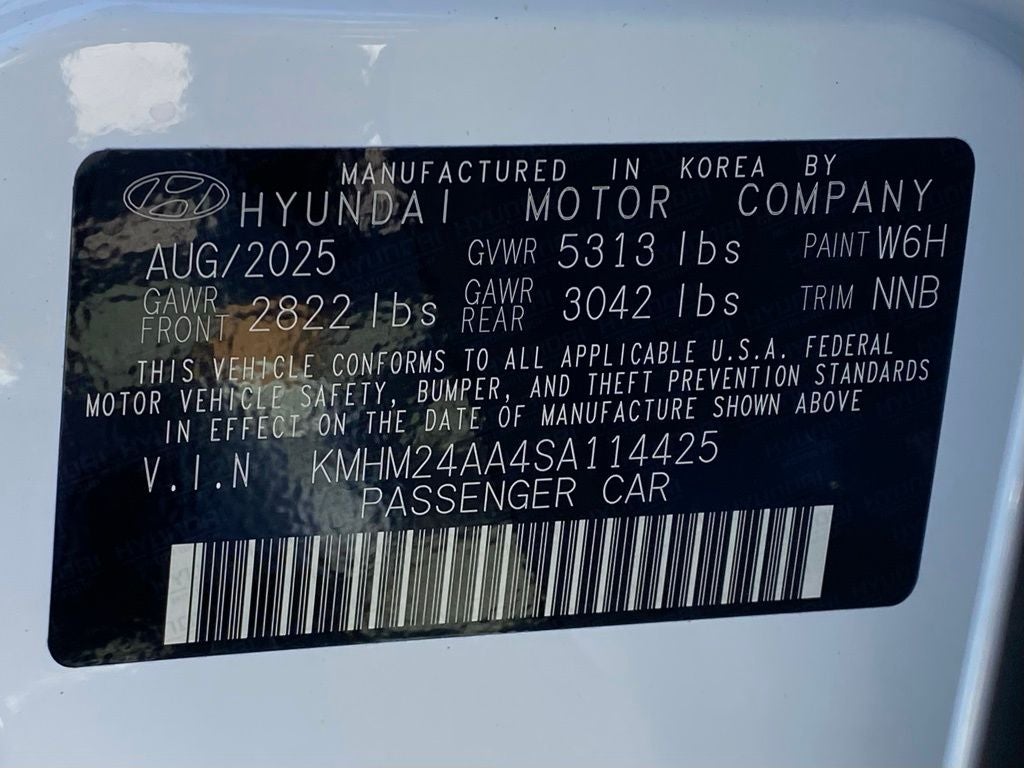 MANUFACTURED IN KOREA BY
HYUNDAI MOTOR COMPANY
AUG/2025 GVWR 5313 lbs PAINT W6H
GAWR FRONT 2822 lbs GAWR REAR 3042 lbs TRIM NNB
THIS VEHICLE CONFORMS TO ALL APPLICABLE U.S.A. FEDERAL
MOTOR VEHICLE SAFETY, BUMPER, AND THEFT PREVENTION STANDARDS
IN EFFECT ON THE DATE OF MANUFACTURE SHOWN ABOVE
V.I.N KMHM24AA4SA114425
PASSENGER CAR